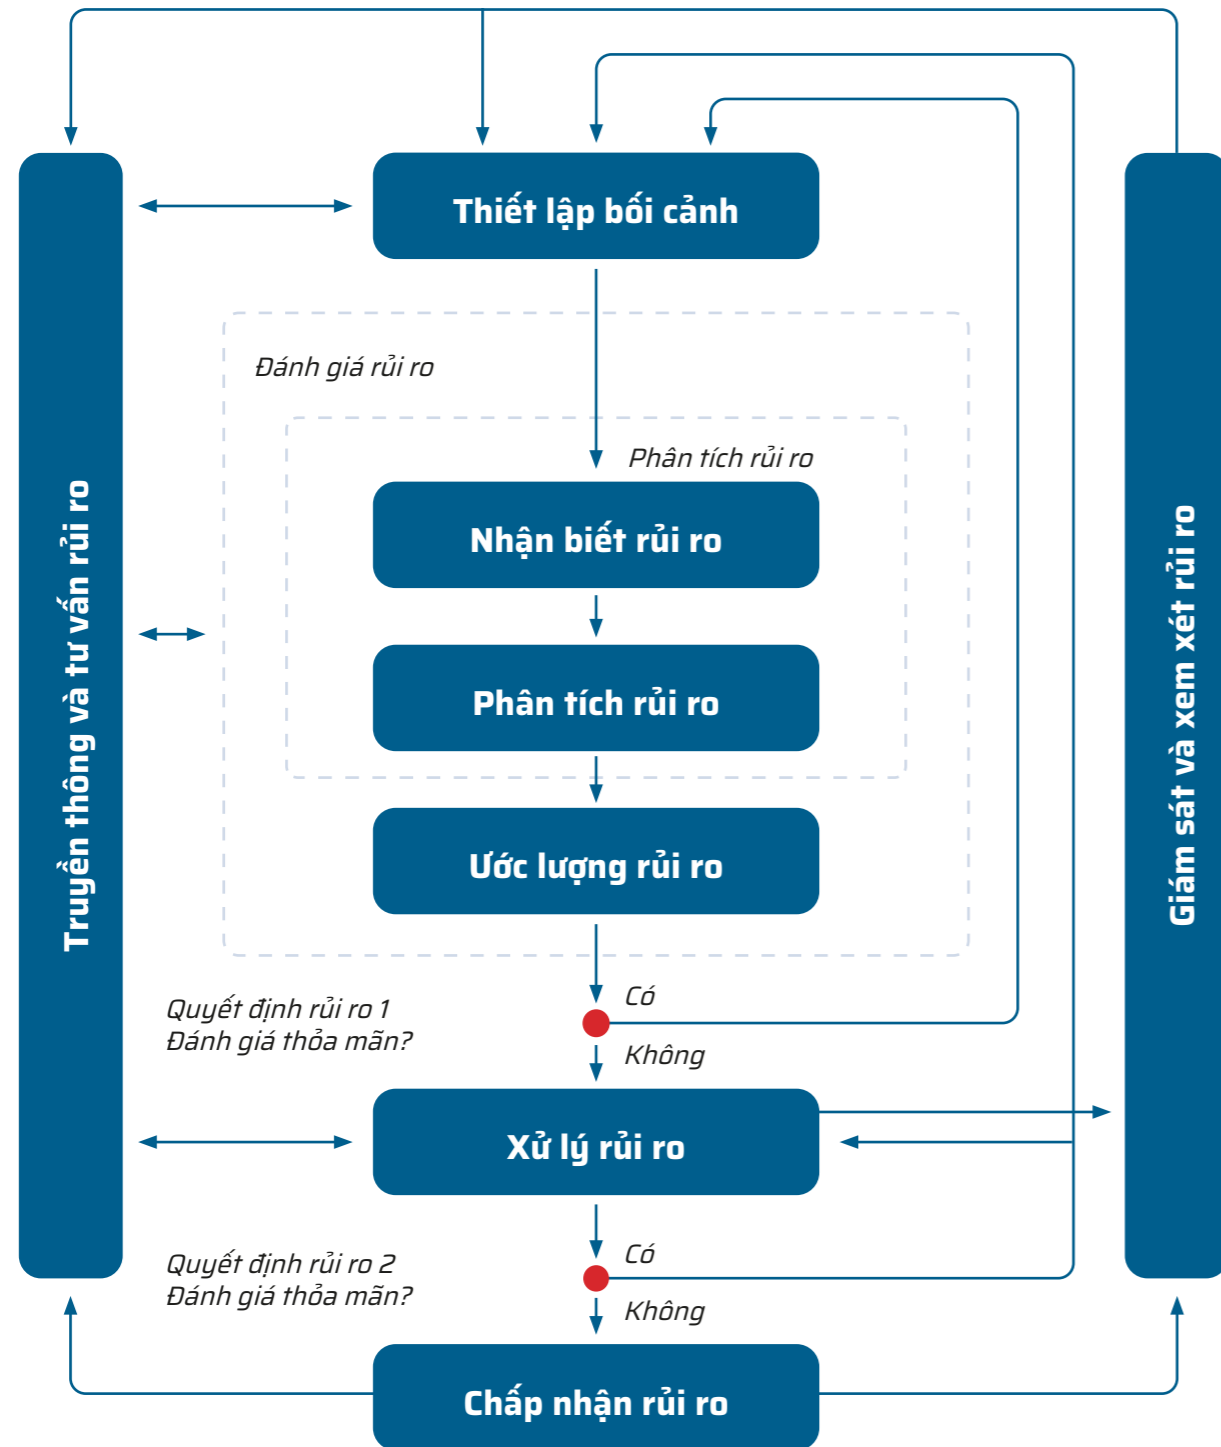 Thiết lập bối cảnh
Đánh giá rủi ro
Phân tích rủi ro
Nhận biết rủi ro
Phân tích rủi ro
Ước lượng rủi ro
Truyền thông và tư vấn rủi ro
Giám sát và xem xét rủi ro
Quyết định rủi ro 1
Đánh giá thỏa mãn?
Có
Không
Xử lý rủi ro
Quyết định rủi ro 2
Đánh giá thỏa mãn?
Có
Không
Chấp nhận rủi ro